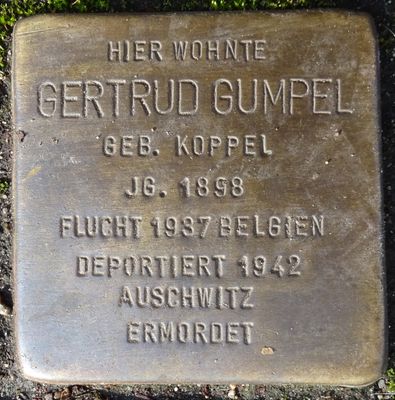 HIER WOHNTE
GERTRUD GUMPEL
GEB. KOPPEL
JG. 1898
FLUCHT 1937 BELGIEN
DEPORTIERT 1942
AUSCHWITZ
ERMORDET